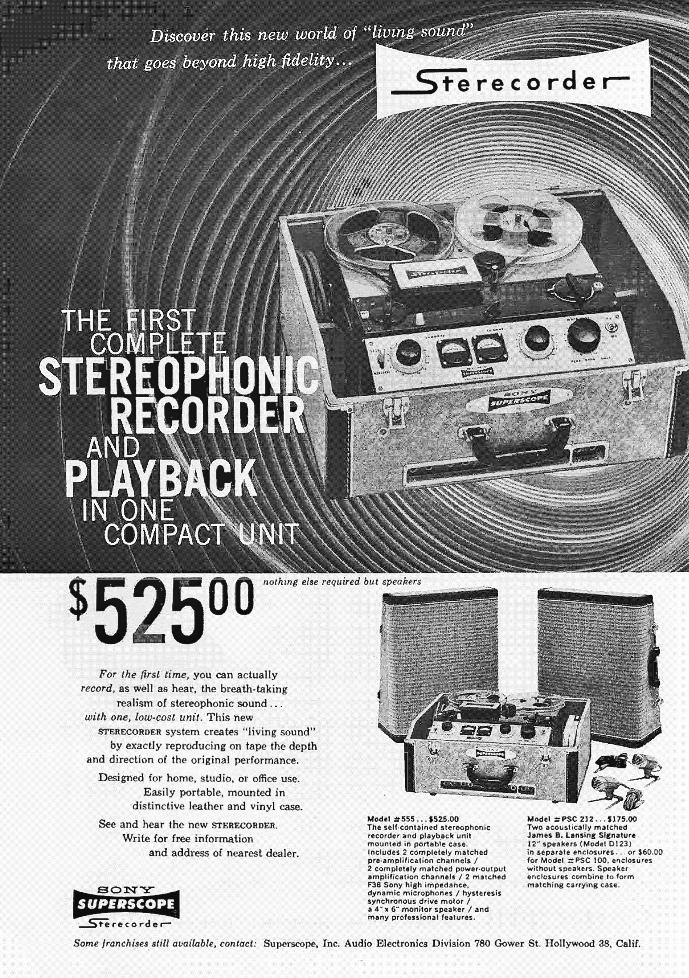 Discover this new world of “living sound”
that goes beyond high fidelity...
Sterecorder
THE FIRST
COMPLETE
STEREOPHONIC
RECORDER
AND
PLAYBACK
IN ONE
COMPACT UNIT
SUPERSCOPE
SONY
SUPERSCOPE
$52500
nothing else required but speakers
For the first time, you can actually
record, as well as hear, the breath-taking
realism of stereophonic sound...
with one, low-cost unit. This new
STERECORDER system creates “living sound”
by exactly reproducing on tape the depth
and direction of the original performance.
Designed for home, studio, or office use.
Easily portable, mounted in
distinctive leather and vinyl case.
See and hear the new STERECORDER.
Write for free information
and address of nearest dealer.
Model #555...$525.00
The self-contained stereophonic
recorder and playback unit
mounted in portable case.
Includes 2 completely matched
pre-amplification channels /
2 completely matched power-output
amplification channels / 2 matched
F38 Sony high impedance,
dynamic microphones / hysteresis
synchronous drive motor /
a 4" x 6" monitor speaker / and
many professional features.
Model #PSC 212...$175.00
Two acoustically matched
James B. Lansing Signature
12" speakers (Model D123)
in separate enclosures... or $60.00
for Model #PSC 100, enclosures
without speakers. Speaker
enclosures combine to form
matching carrying case.
SONY
SUPERSCOPE
Sterecorder
Some franchises still available, contact: Superscope, Inc. Audio Electronics Division 780 Gower St. Hollywood 38, Calif.